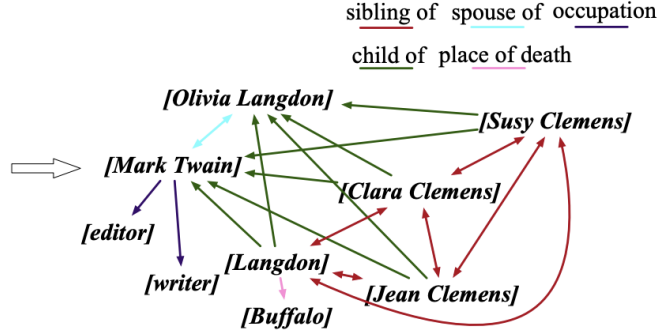 sibling of spouse of occupation
child of place of death
[Olivia Langdon]
[Susy Clemens]
[Mark Twain]
[Clara Clemens]
[editor]
[Langdon]
[writer]
[Jean Clemens]
[Buffalo]